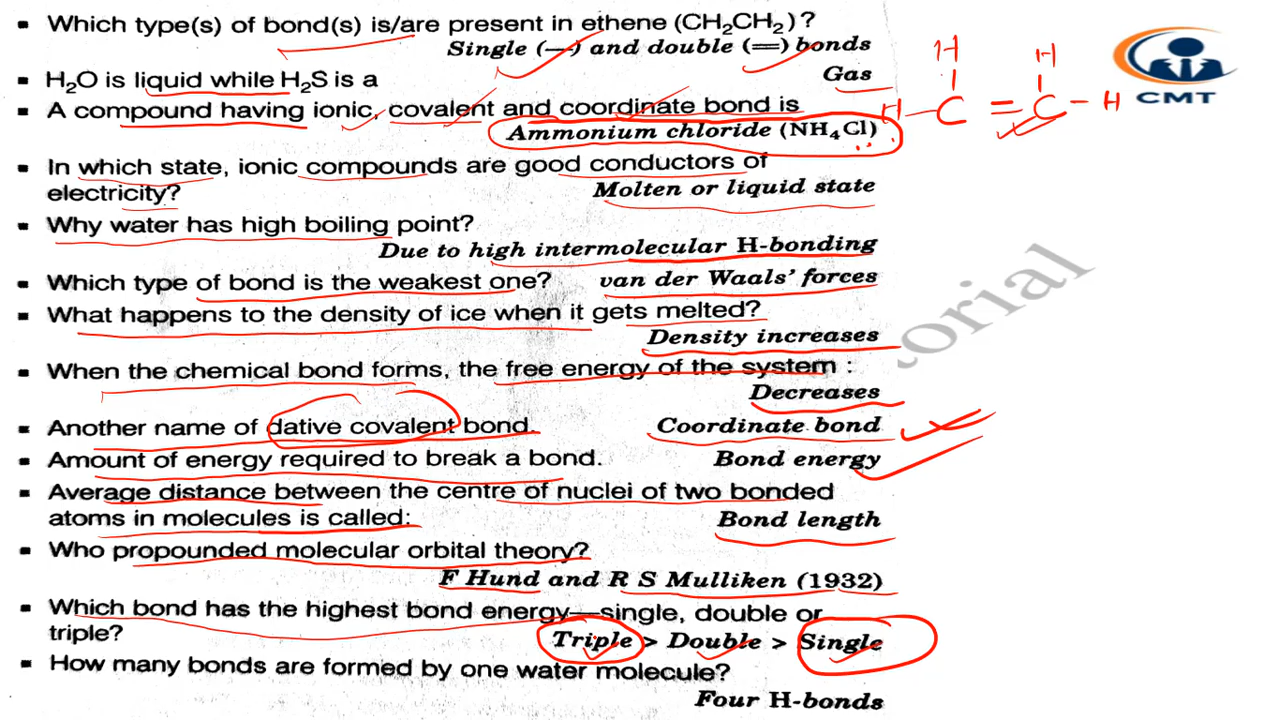 ▪ Which type(s) of bond(s) is/are present in ethene (CH₂CH₂)?
Single (—) and double (=) bonds
▪ H₂O is liquid while H₂S is a Gas
▪ A compound having ionic, covalent and coordinate bond is
Ammonium chloride (NH₄Cl)
▪ In which state, ionic compounds are good conductors of
electricity? Molten or liquid state
▪ Why water has high boiling point?
Due to high intermolecular H-bonding
▪ Which type of bond is the weakest one? van der Waals' forces
▪ What happens to the density of ice when it gets melted?
Density increases
▪ When the chemical bond forms, the free energy of the system :
Decreases
▪ Another name of dative covalent bond. Coordinate bond
▪ Amount of energy required to break a bond. Bond energy
▪ Average distance between the centre of nuclei of two bonded
atoms in molecules is called: Bond length
▪ Who propounded molecular orbital theory?
F Hund and R S Mulliken (1932)
▪ Which bond has the highest bond energy—single, double or
triple? Triple > Double > Single
▪ How many bonds are formed by one water molecule?
Four H-bonds
H H
H — C = C — H
CMT
torial